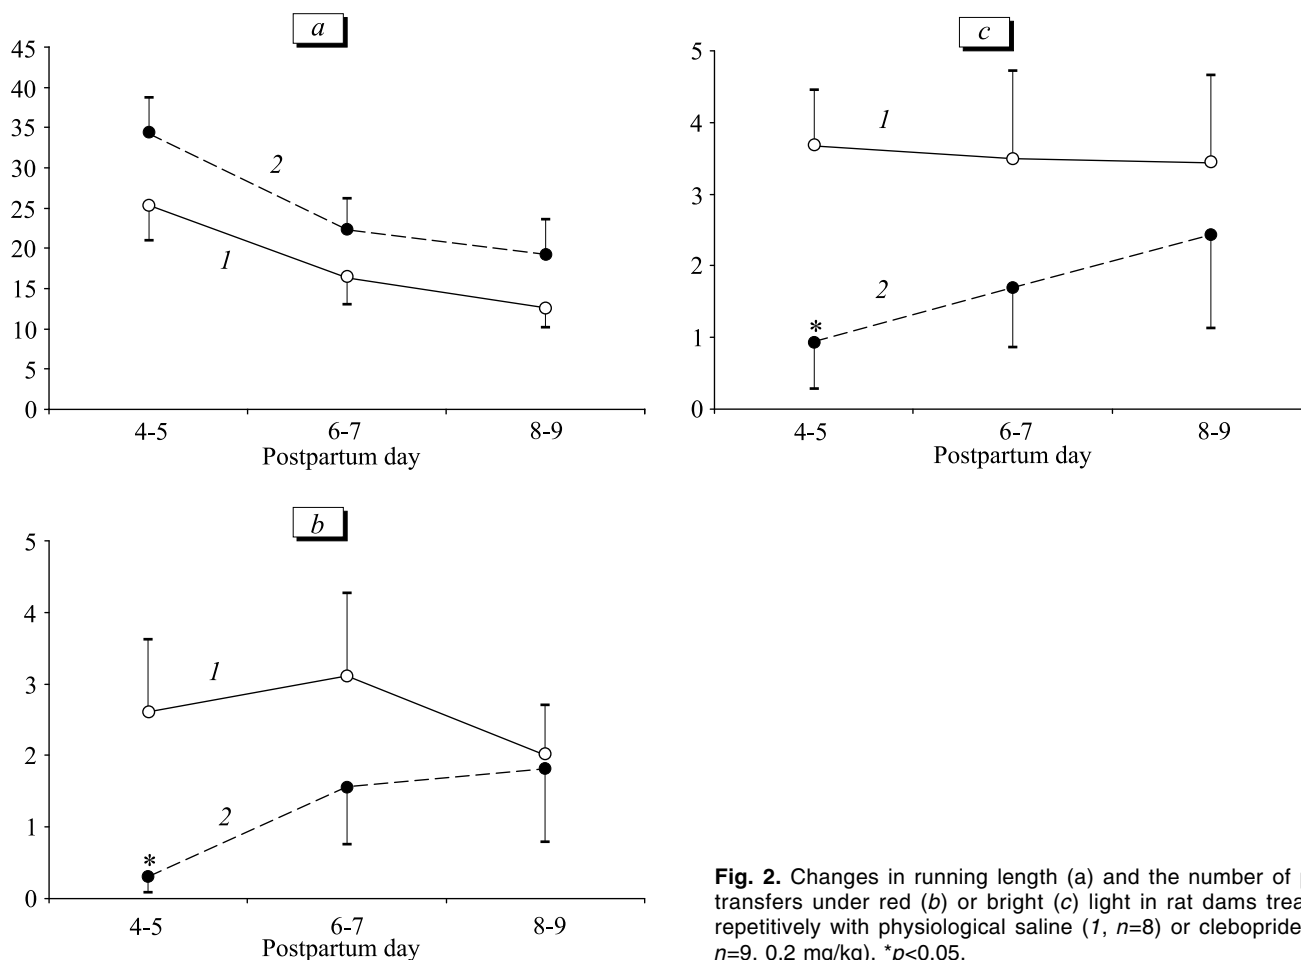 a
45
40
35
30
25
20
15
10
5
0
2
1
4-5 6-7 8-9
Postpartum day
c
5
4
3
2
1
0
1
2
*
4-5 6-7 8-9
Postpartum day
b
5
4
3
2
1
0
1
2
*
4-5 6-7 8-9
Postpartum day
Fig. 2. Changes in running length (a) and the number of
transfers under red (b) or bright (c) light in rat dams
repetitively with physiological saline (1, n=8) or clebopride
n=9, 0.2 mg/kg). *p<0.05.